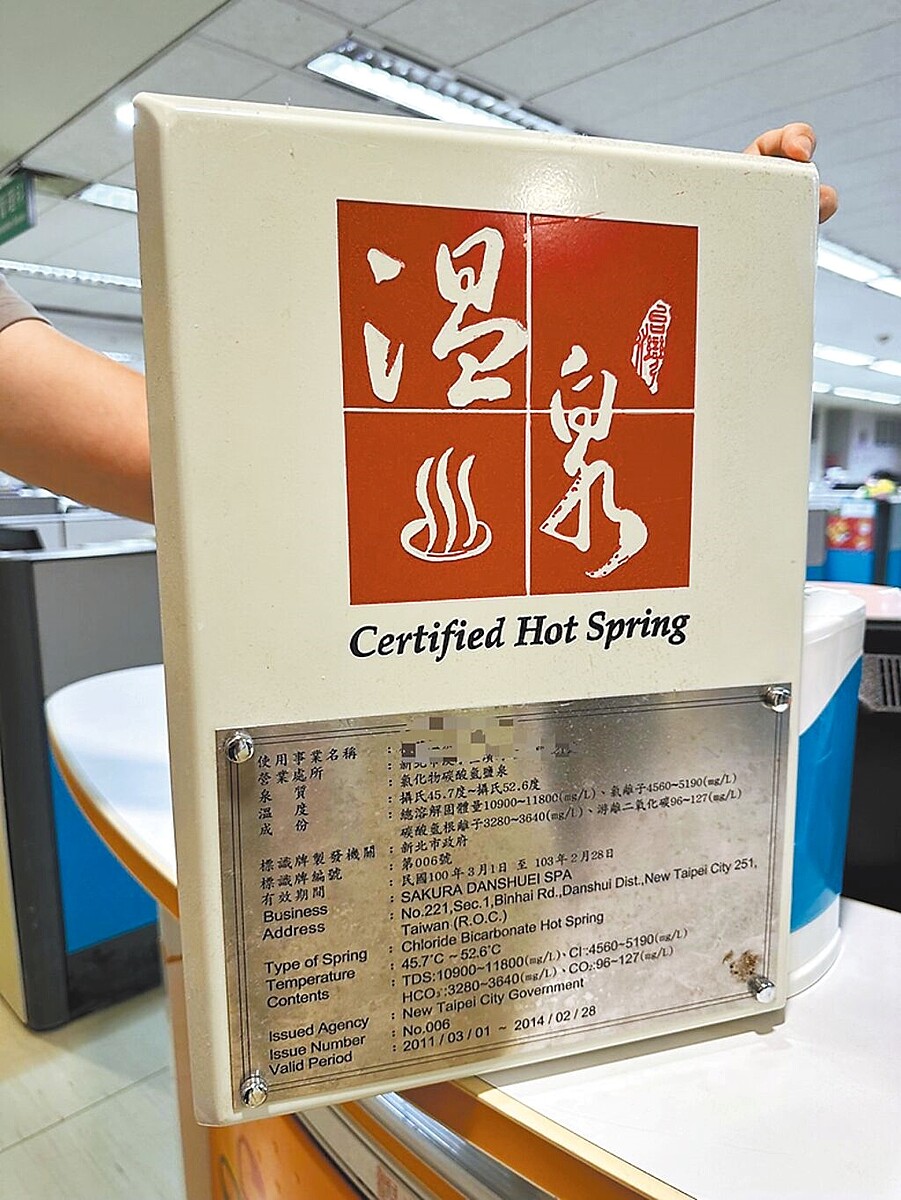 温泉
台灣
Certified Hot Spring
使用事業名稱 :
營業處所 : 新北市
泉質 : 氯化物碳酸氫鹽泉
溫度 : 攝氏45.7度~攝氏52.6度
成份 : 總溶解固體量10900~11800(mg/L)、氯離子4560~5190(mg/L)
碳酸氫根離子3280~3640(mg/L)、游離二氧化碳96~127(mg/L)
標識牌製發機關 : 新北市政府
標識牌編號 : 第006號
有效期間 : 民國100年3月1日 至 103年2月28日
Business : SAKURA DANSHUEI SPA
Address : No.221,Sec.1,Binhai Rd.,Danshui Dist.,New Taipei City 251,
Taiwan (R.O.C.)
Type of Spring : Chloride Bicarbonate Hot Spring
Temperature : 45.7°C ~ 52.6°C
Contents : TDS:10900~11800(mg/L)、Cl⁻:4560~5190(mg/L)
HCO₃⁻:3280~3640(mg/L)、CO₂:96~127(mg/L)
Issued Agency : New Taipei City Government
Issue Number : No.006
Valid Period : 2011 / 03 / 01 ~ 2014 / 02 / 28